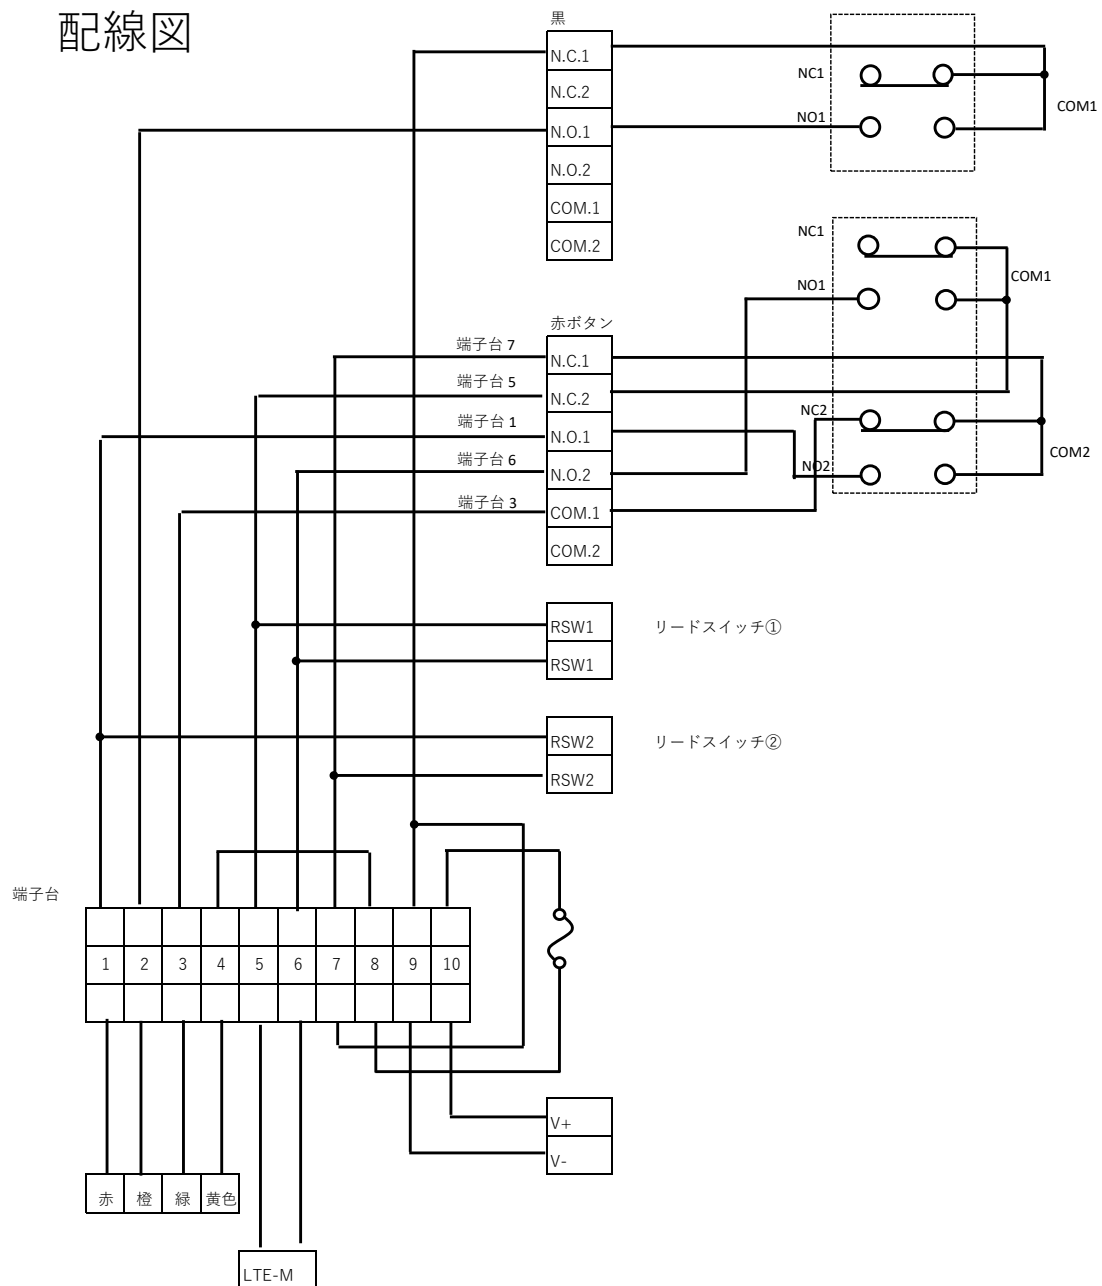 配線図
黒
N.C.1
N.C.2
N.O.1
N.O.2
COM.1
COM.2
NC1
NO1
COM1
NC1
NO1
COM1
NC2
NO2
COM2
赤ボタン
端子台 7
N.C.1
端子台 5
N.C.2
端子台 1
N.O.1
端子台 6
N.O.2
端子台 3
COM.1
COM.2
RSW1
リードスイッチ①
RSW1
RSW2
リードスイッチ②
RSW2
端子台
1 2 3 4 5 6 7 8 9 10
V+
V-
赤 橙 緑 黄色
LTE-M